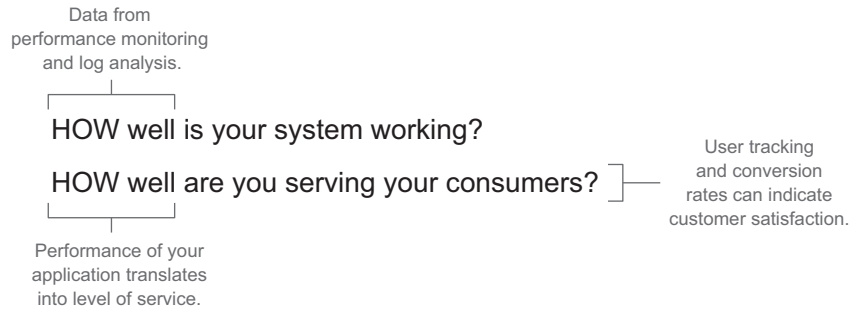 Data from
performance monitoring
and log analysis.
HOW well is your system working?
HOW well are you serving your consumers?
User tracking
and conversion
rates can indicate
customer satisfaction.
Performance of your
application translates
into level of service.